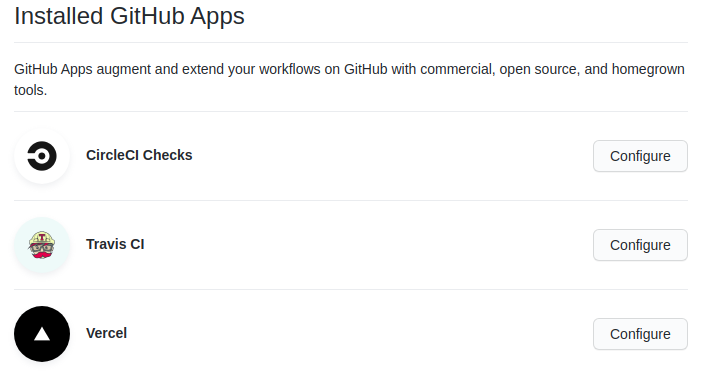 Installed GitHub Apps
GitHub Apps augment and extend your workflows on GitHub with commercial, open source, and homegrown
tools.
CircleCI Checks
Configure
Travis CI
Configure
Vercel
Configure